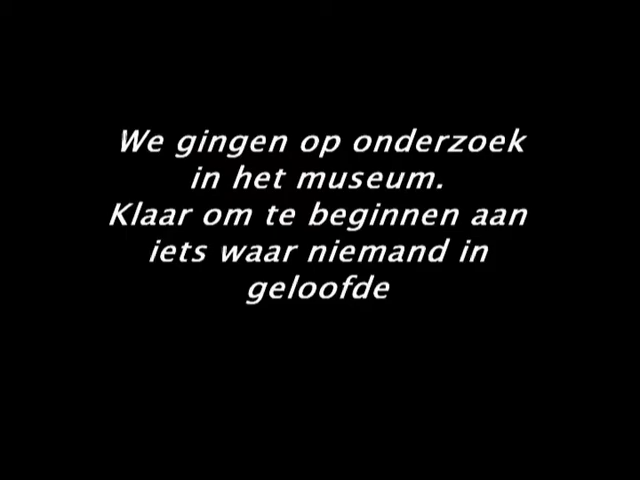 We gingen op onderzoek
in het museum.
Klaar om te beginnen aan
iets waar niemand in
geloofde